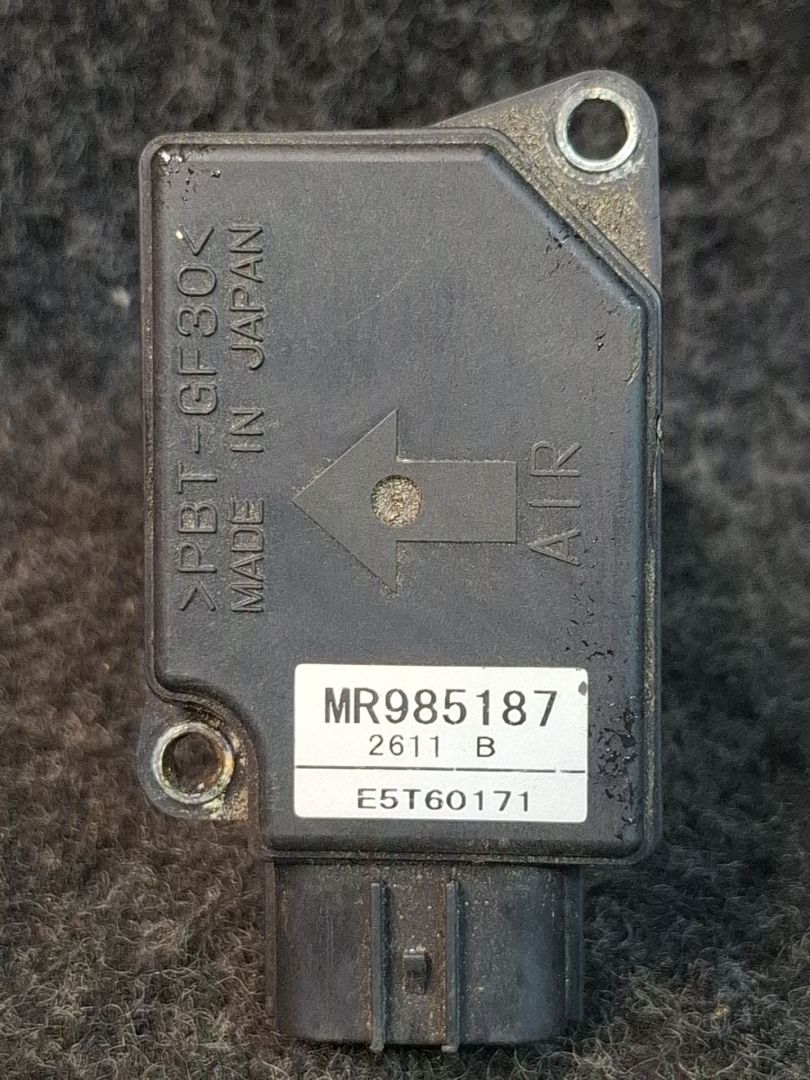 >PBT-GF30<
MADE IN JAPAN
AIR
MR985187
2611 B
E5T60171